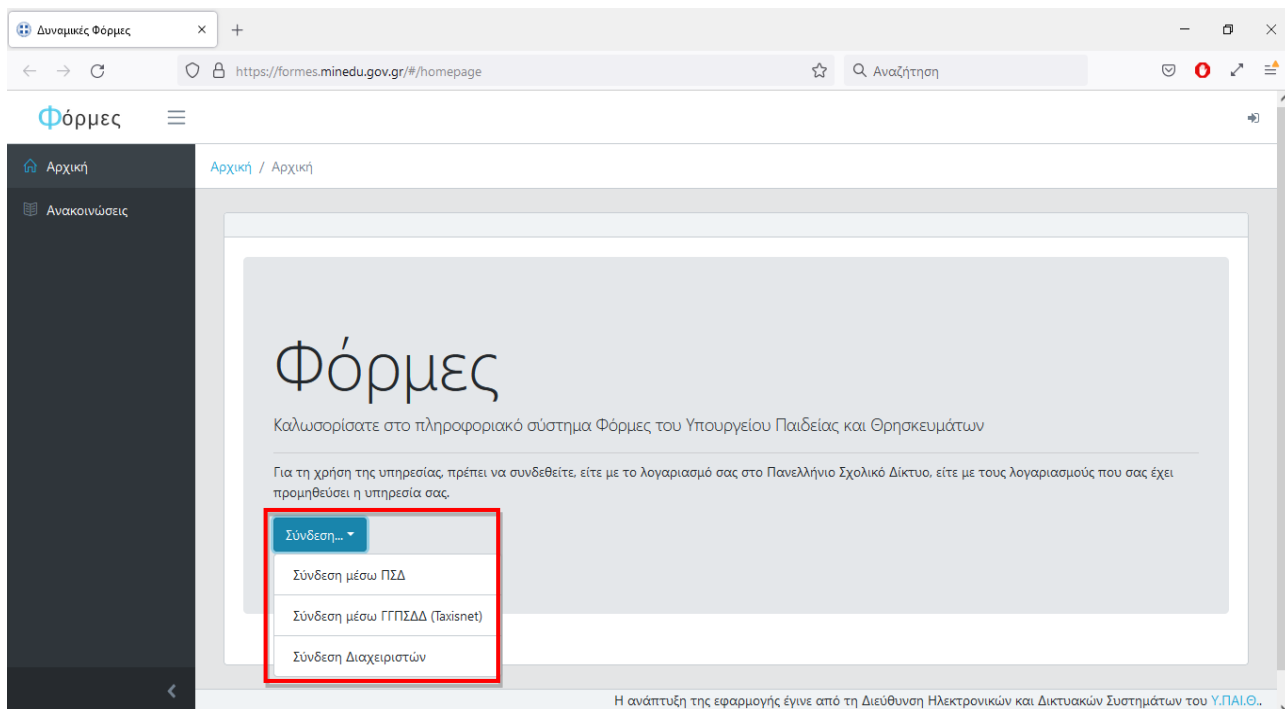 Δυναμικές Φόρμες
https://formes.minedu.gov.gr/#/homepage
Αναζήτηση
Φόρμες
Αρχική
Αρχική / Αρχική
Ανακοινώσεις
Φόρμες
Καλωσορίσατε στο πληροφοριακό σύστημα Φόρμες του Υπουργείου Παιδείας και Θρησκευμάτων
Για τη χρήση της υπηρεσίας, πρέπει να συνδεθείτε, είτε με το λογαριασμό σας στο Πανελλήνιο Σχολικό Δίκτυο, είτε με τους λογαριασμούς που σας έχει
προμηθεύσει η υπηρεσία σας.
Σύνδεση...
Σύνδεση μέσω ΠΣΔ
Σύνδεση μέσω ΓΓΠΣΔΔ (Taxisnet)
Σύνδεση Διαχειριστών
Η ανάπτυξη της εφαρμογής έγινε από τη Διεύθυνση Ηλεκτρονικών και Δικτυακών Συστημάτων του Υ.ΠΑΙ.Θ..